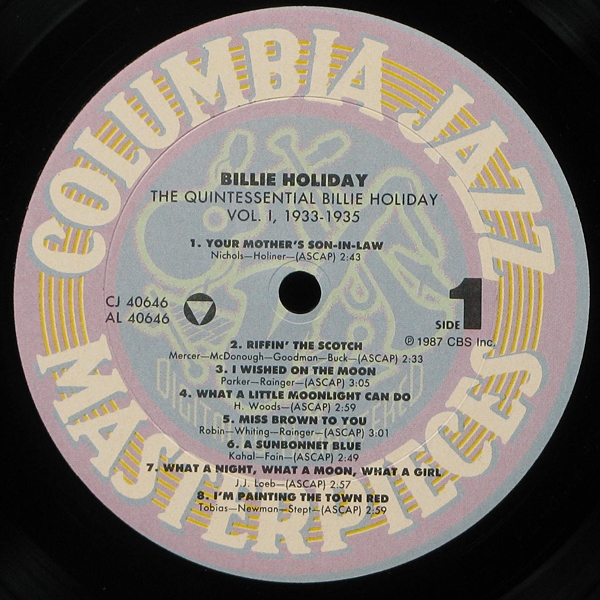 COLUMBIA JAZZ
BILLIE HOLIDAY
THE QUINTESSENTIAL BILLIE HOLIDAY
VOL. I, 1933-1935
1. YOUR MOTHER'S SON-IN-LAW
Nichols—Holiner—(ASCAP) 2:43
CJ 40646
AL 40646
SIDE 1
℗ 1987 CBS Inc.
2. RIFFIN' THE SCOTCH
Mercer—McDonough—Goodman—Buck—(ASCAP) 2:33
3. I WISHED ON THE MOON
Parker—Rainger—(ASCAP) 3:05
4. WHAT A LITTLE MOONLIGHT CAN DO
H. Woods—(ASCAP) 2:59
5. MISS BROWN TO YOU
Robin—Whiting—Rainger—(ASCAP) 3:01
6. A SUNBONNET BLUE
Kahal—Fain—(ASCAP) 2:49
7. WHAT A NIGHT, WHAT A MOON, WHAT A GIRL
J.J. Loeb—(ASCAP) 2:57
8. I'M PAINTING THE TOWN RED
Tobias—Newman—Stept—(ASCAP) 2:59
MASTERPIECES